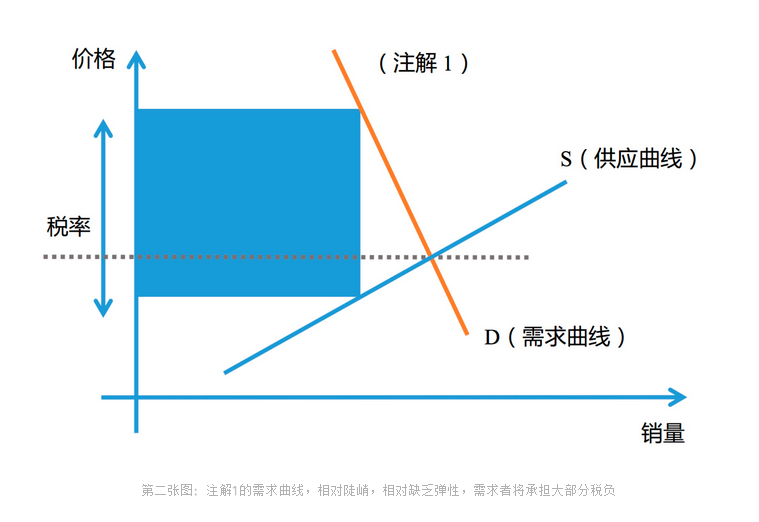 价格
（注解 1 ）
S（供应曲线 ）
税率
D（需求曲线 ）
销量
第二张图：注解1的需求曲线，相对陡峭，相对缺乏弹性，需求者将承担大部分税负